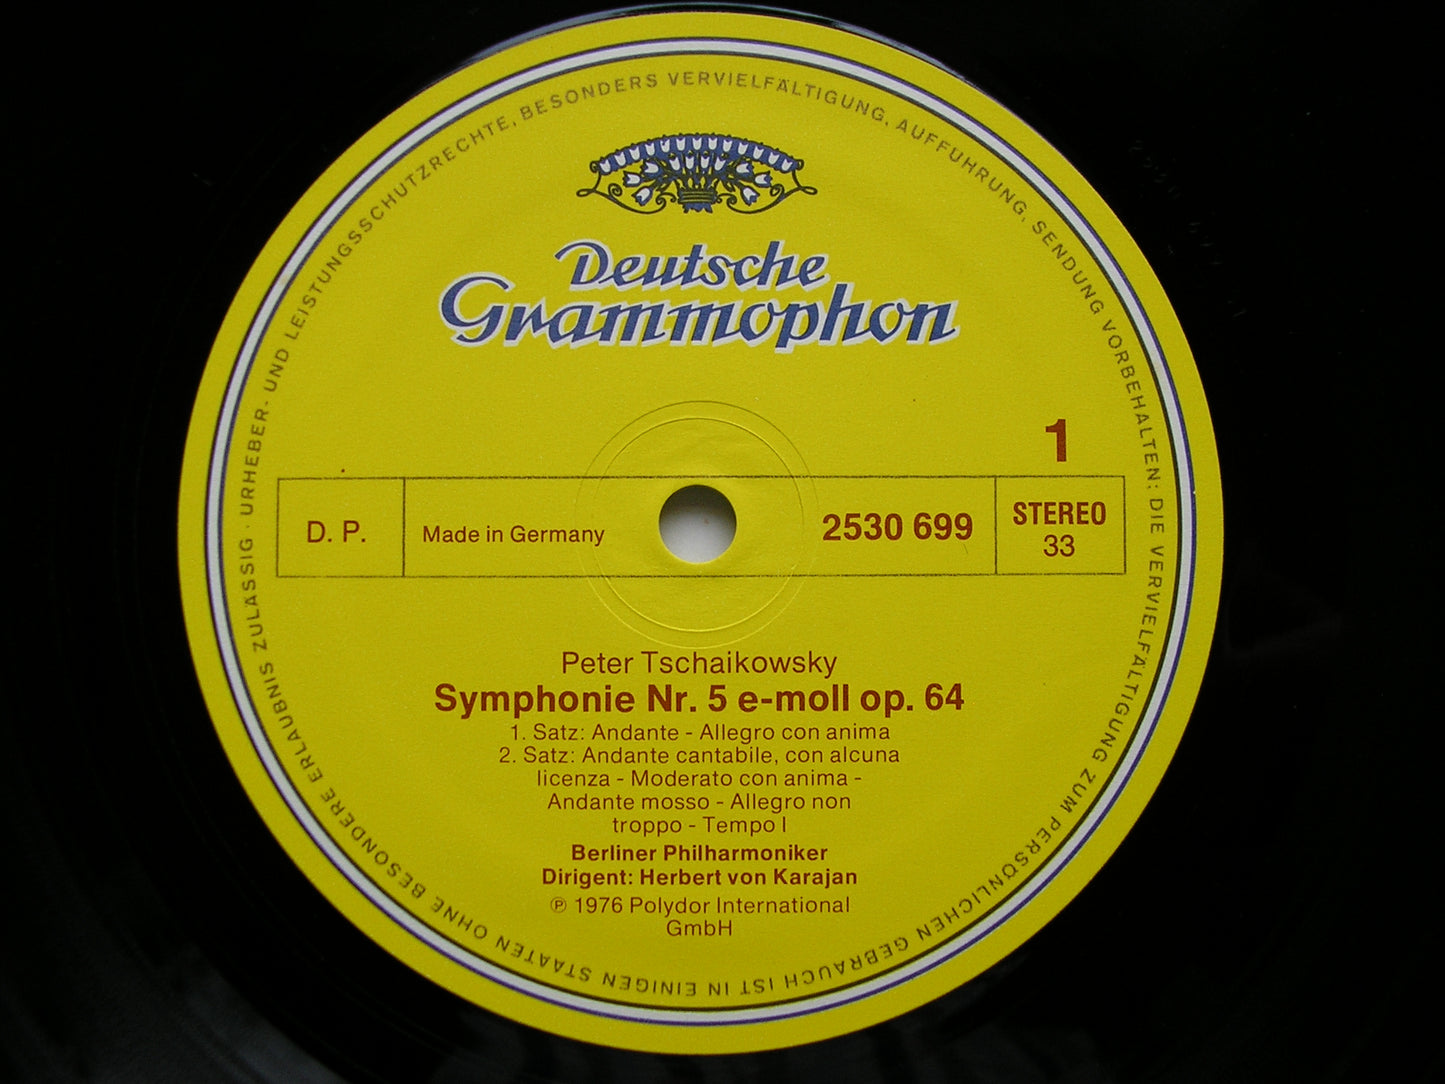 URHEBER- UND LEISTUNGSSCHUTZRECHTE, BESONDERS VERVIELFÄLTIGUNG, AUFFÜHRUNG, SENDUNG VORBEHALTEN; DIE VERVIELFÄLTIGUNG ZUM PERSÖNLICHEN GEBRAUCH IST IN EINIGEN STAATEN OHNE BESONDERE ERLAUBNIS ZULÄSSIG ·
Deutsche
Grammophon
1
D. P.
Made in Germany
2530 699
STEREO
33
Peter Tschaikowsky
Symphonie Nr. 5 e-moll op. 64
1. Satz: Andante - Allegro con anima
2. Satz: Andante cantabile, con alcuna
licenza - Moderato con anima -
Andante mosso - Allegro non
troppo - Tempo I
Berliner Philharmoniker
Dirigent: Herbert von Karajan
℗ 1976 Polydor International
GmbH